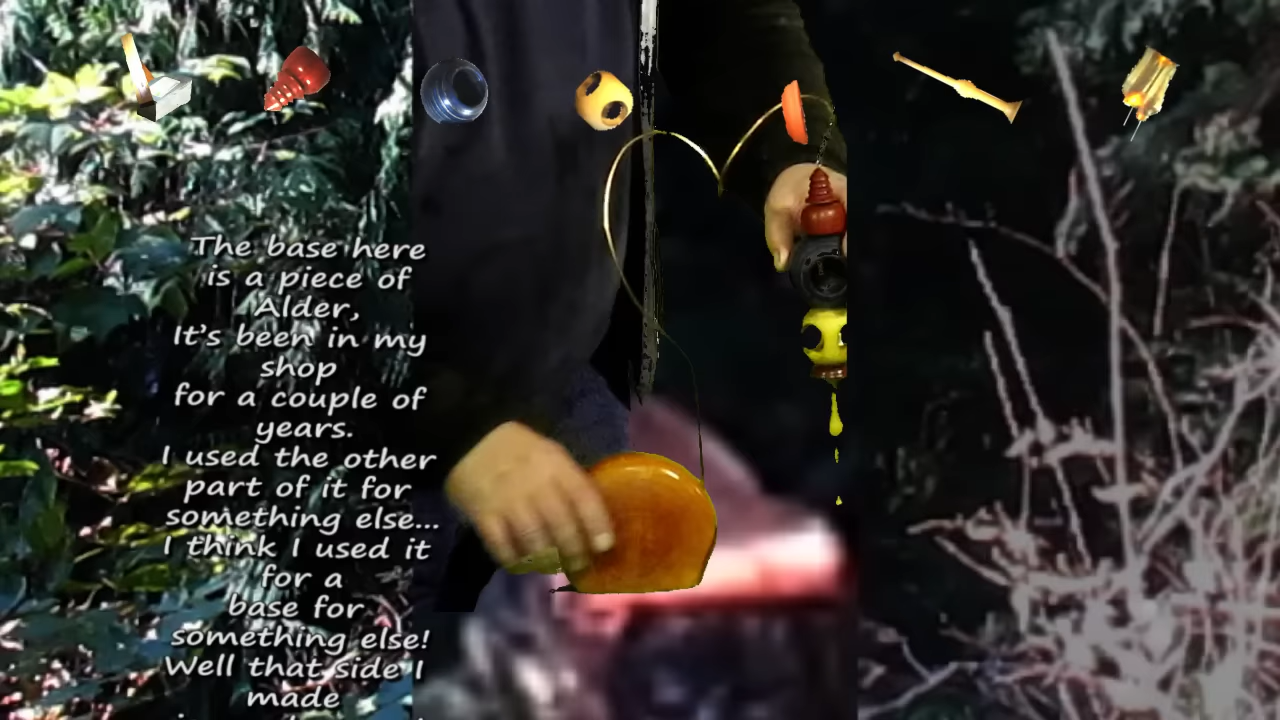 The base here
is a piece of
Alder,
It's been in my
shop
for a couple of
years.
I used the other
part of it for
something else...
I think I used it
for a
base for
something else!
Well that side I
made